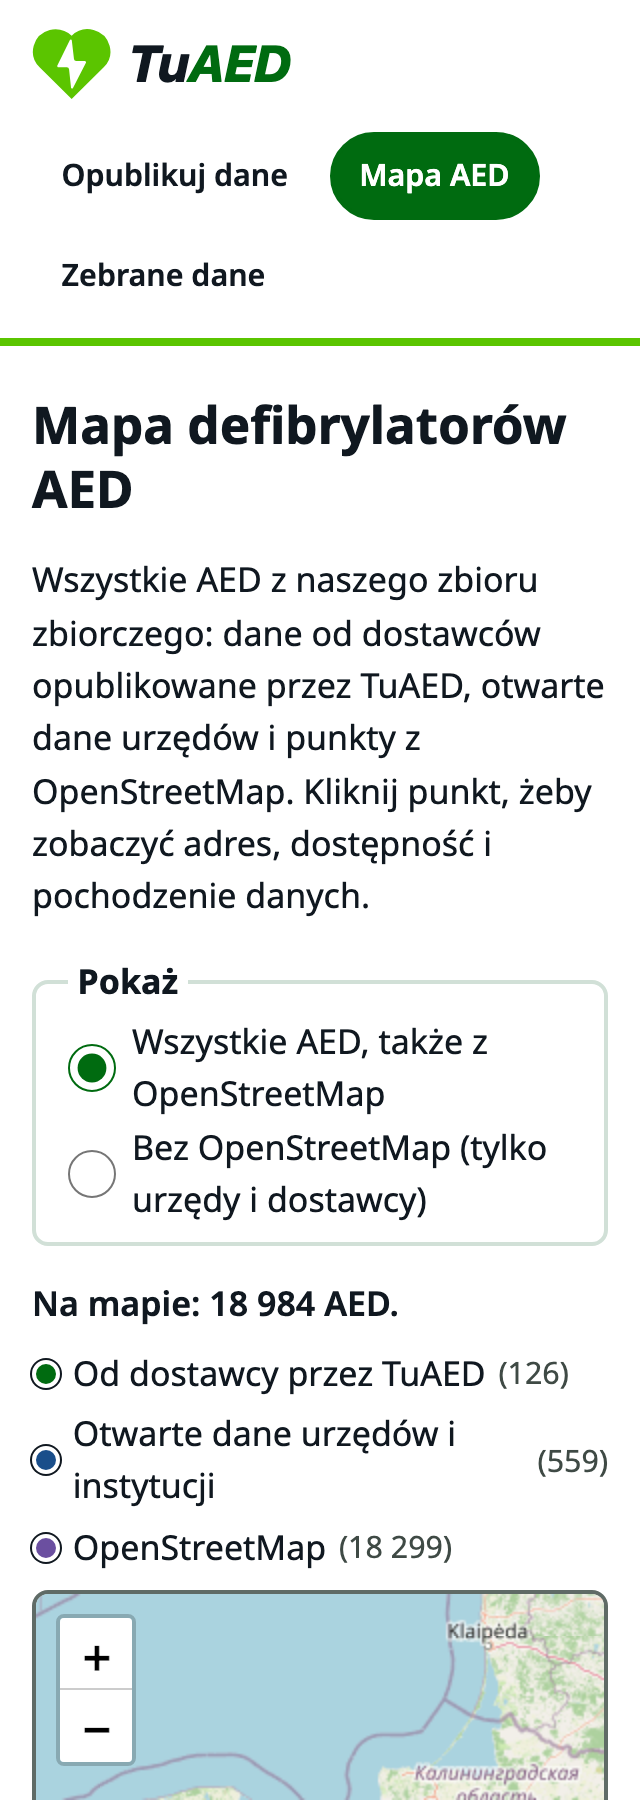 TuAED
Opublikuj dane
Mapa AED
Zebrane dane
Mapa defibrylatorów
AED
Wszystkie AED z naszego zbioru
zbiorczego: dane od dostawców
opublikowane przez TuAED, otwarte
dane urzędów i punkty z
OpenStreetMap. Kliknij punkt, żeby
zobaczyć adres, dostępność i
pochodzenie danych.
Pokaż
Wszystkie AED, także z
OpenStreetMap
Bez OpenStreetMap (tylko
urzędy i dostawcy)
Na mapie: 18 984 AED.
Od dostawcy przez TuAED (126)
Otwarte dane urzędów i
instytucji (559)
OpenStreetMap (18 299)
+
−
Klaipėda
Калининградская
область